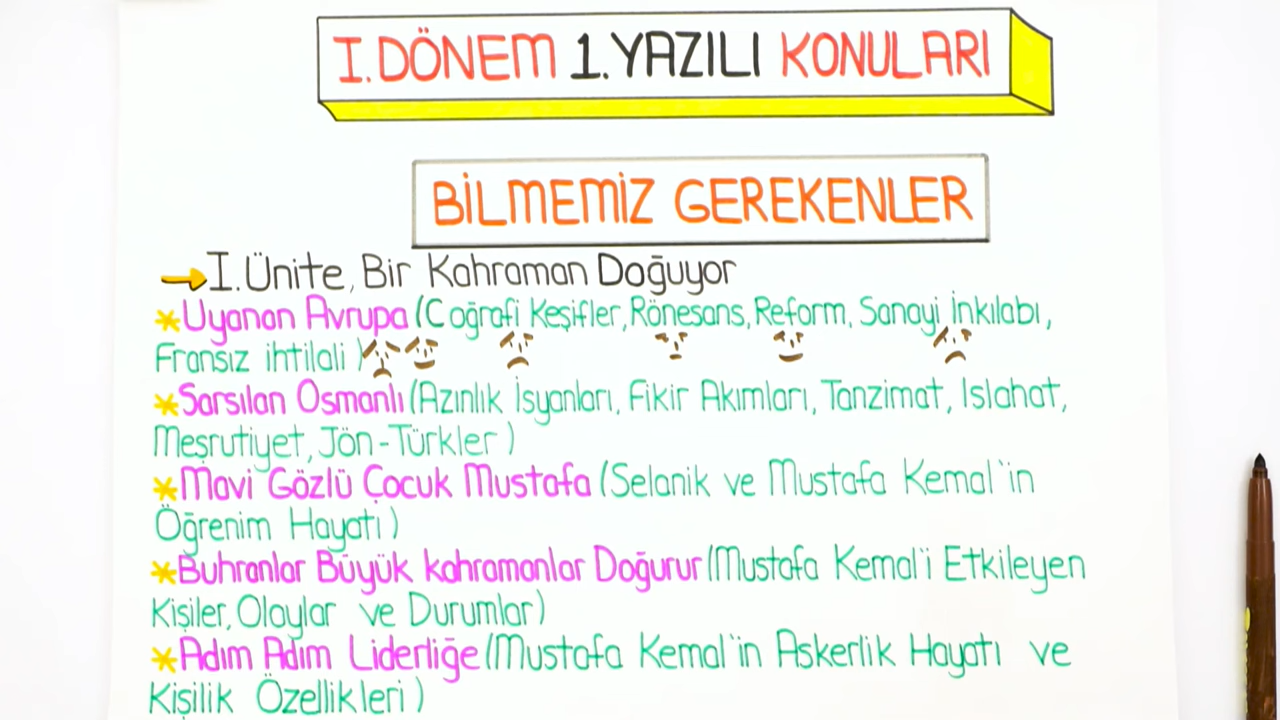 I. DÖNEM 1. YAZILI KONULARI
BİLMEMİZ GEREKENLER
I. Ünite, Bir Kahraman Doğuyor
Uyanan Avrupa (Coğrafi Keşifler, Rönesans, Reform, Sanayi İnkılabı,
Fransız ihtilali)
Sarsılan Osmanlı (Azınlık İsyanları, Fikir Akımları, Tanzimat, Islahat,
Meşrutiyet, Jön-Türkler)
Mavi Gözlü Çocuk Mustafa (Selanik ve Mustafa Kemal'in
Öğrenim Hayatı)
Buhranlar Büyük kahramanlar Doğurur (Mustafa Kemal'i Etkileyen
Kişiler, Olaylar ve Durumlar)
Adım Adım Liderliğe (Mustafa Kemal'in Askerlik Hayatı ve
Kişilik Özellikleri)